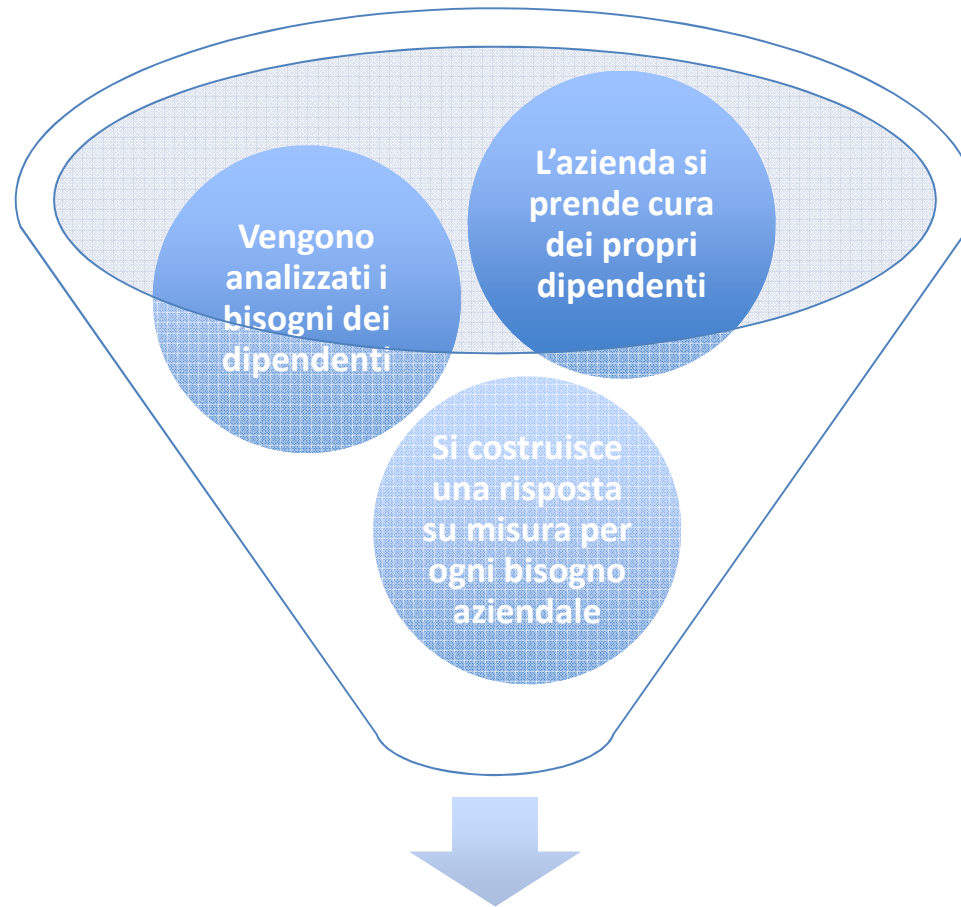 L’azienda si
prende cura
dei propri
dipendenti
Vengono
analizzati i
bisogni dei
dipendenti
Si costruisce
una risposta
su misura per
ogni bisogno
aziendale